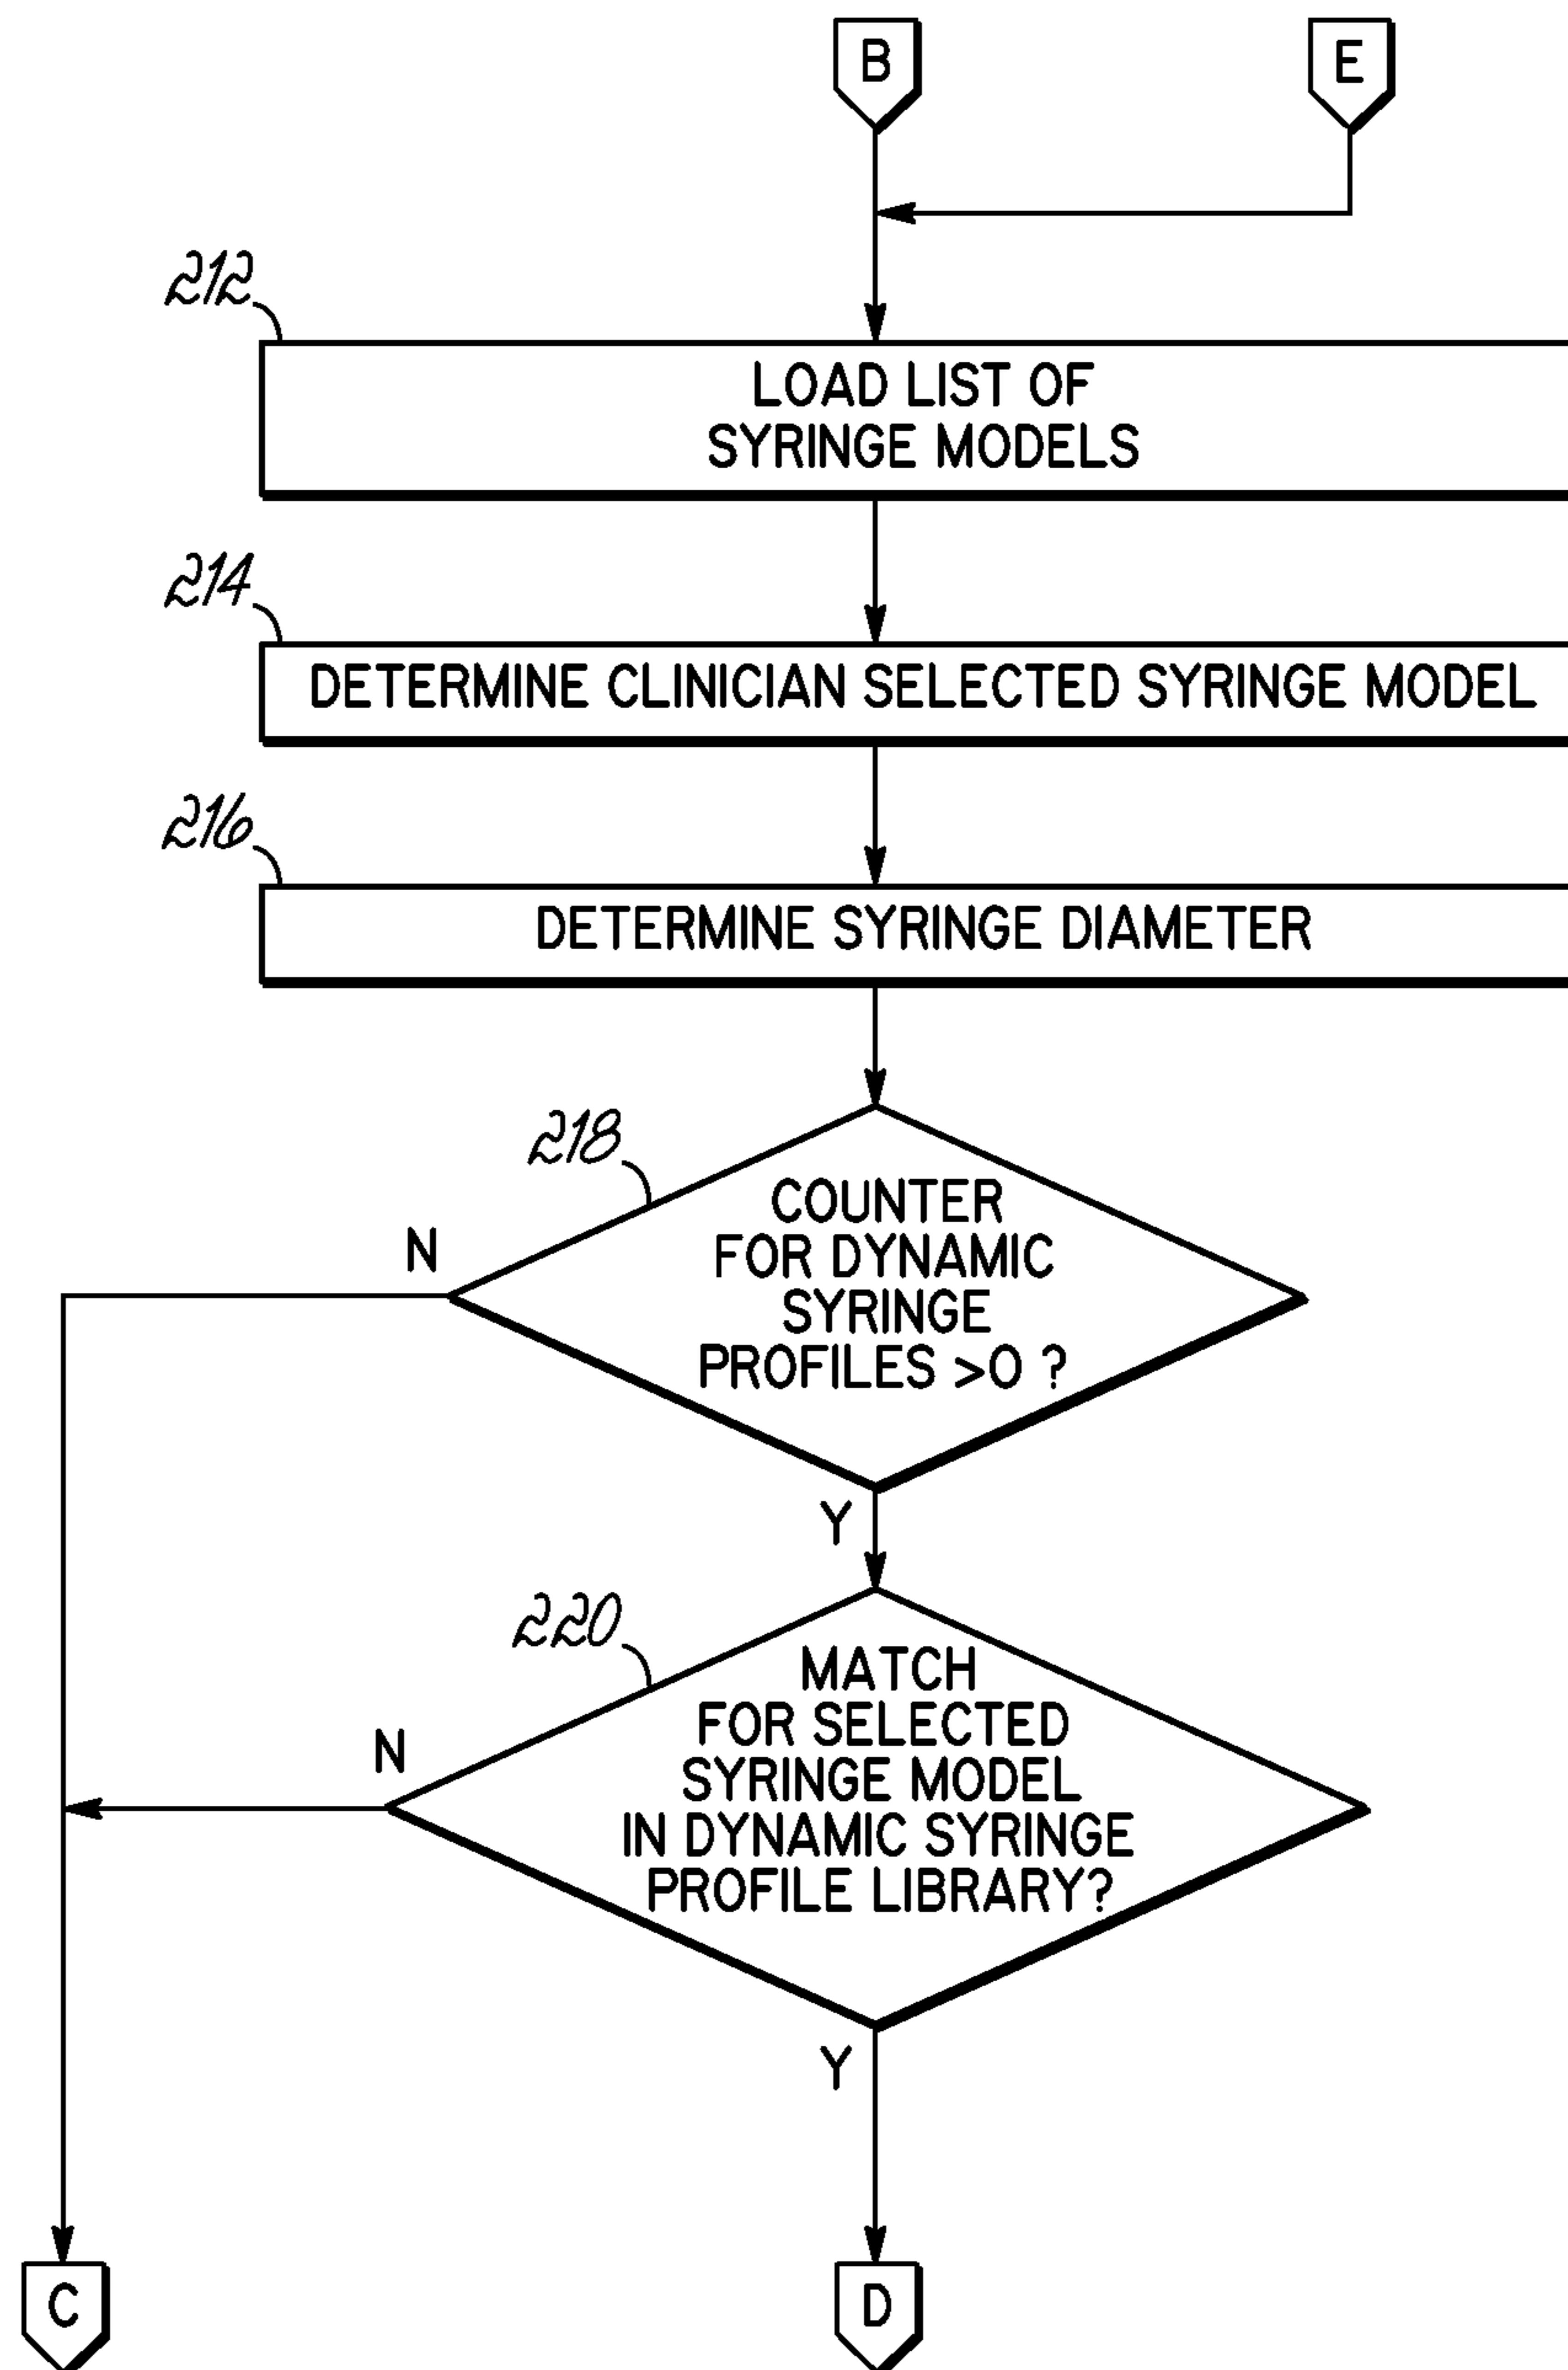 B
E
212
LOAD LIST OF
SYRINGE MODELS
214
DETERMINE CLINICIAN SELECTED SYRINGE MODEL
216
DETERMINE SYRINGE DIAMETER
218
COUNTER
FOR DYNAMIC
SYRINGE
PROFILES >0 ?
N
Y
220
MATCH
FOR SELECTED
SYRINGE MODEL
IN DYNAMIC SYRINGE
PROFILE LIBRARY?
N
Y
C
D